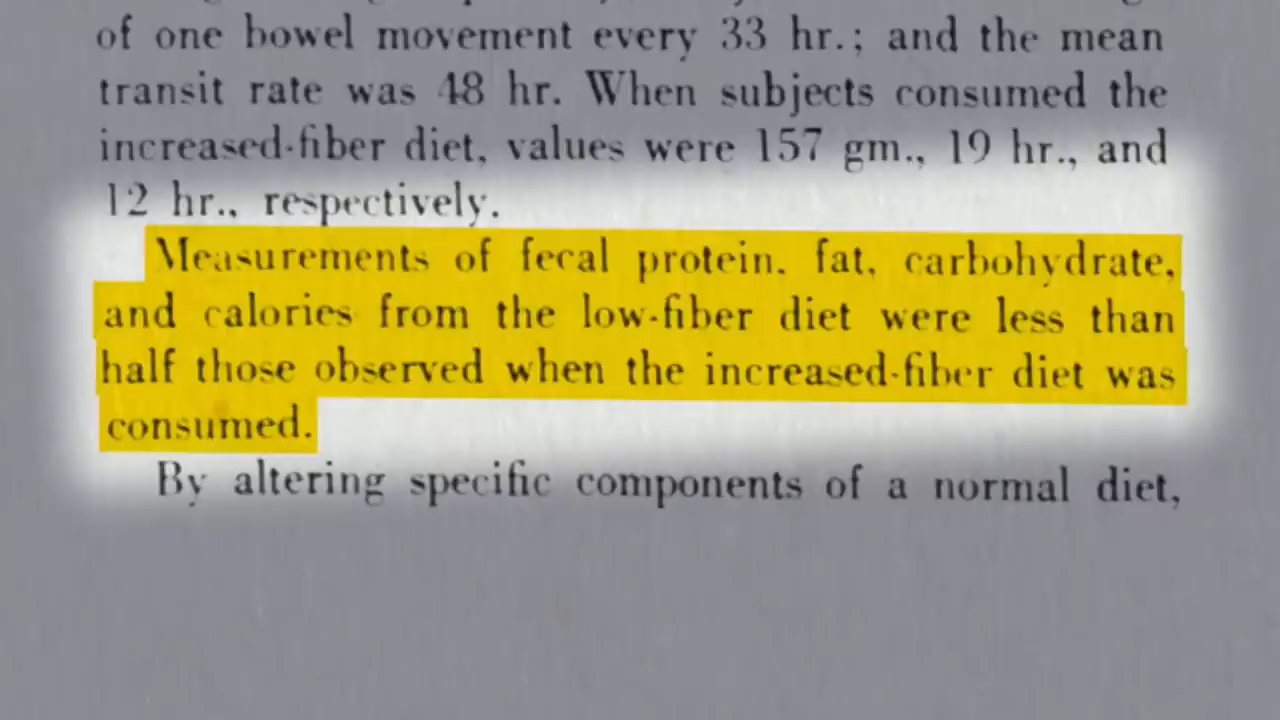 of one bowel movement every 33 hr.; and the mean
transit rate was 48 hr. When subjects consumed the
increased-fiber diet, values were 157 gm., 19 hr., and
12 hr., respectively.
Measurements of fecal protein, fat, carbohydrate,
and calories from the low-fiber diet were less than
half those observed when the increased-fiber diet was
consumed.
By altering specific components of a normal diet,